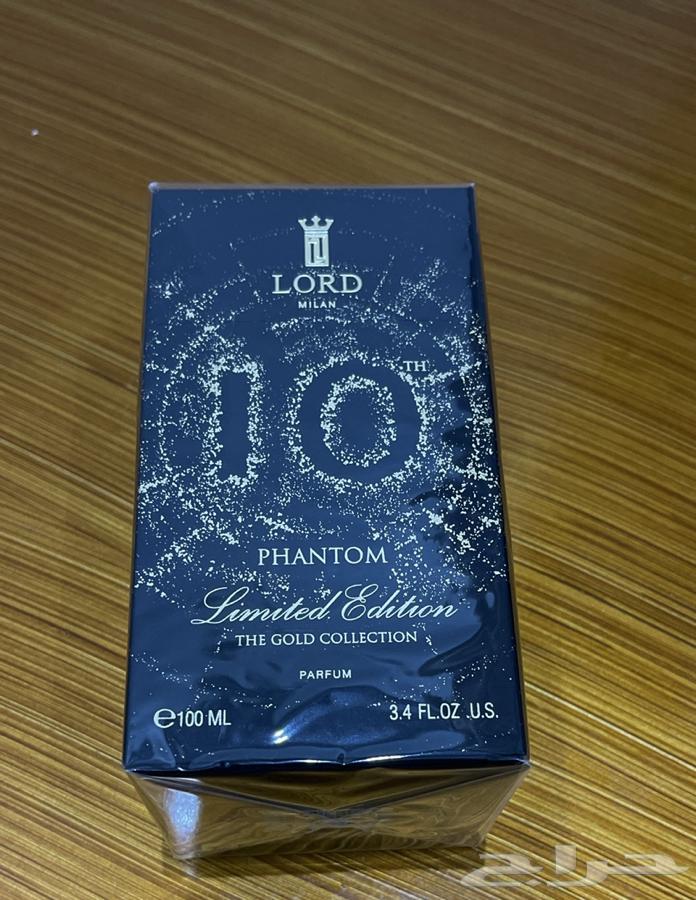 LORD
MILAN
10TH
PHANTOM
Limited Edition
THE GOLD COLLECTION
PARFUM
℮100 ML 3.4 FL.OZ .U.S.
حراج